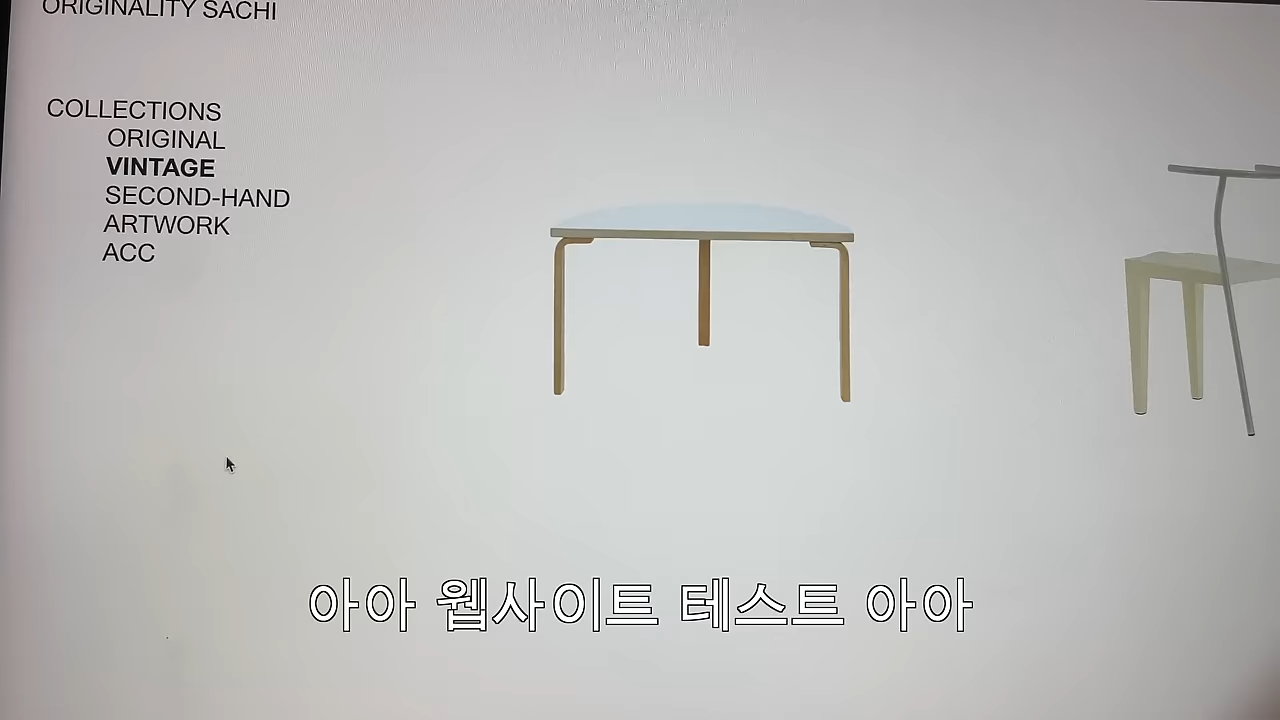 ORIGINALITY SACHI
COLLECTIONS
ORIGINAL
VINTAGE
SECOND-HAND
ARTWORK
ACC
아아 웹사이트 테스트 아아